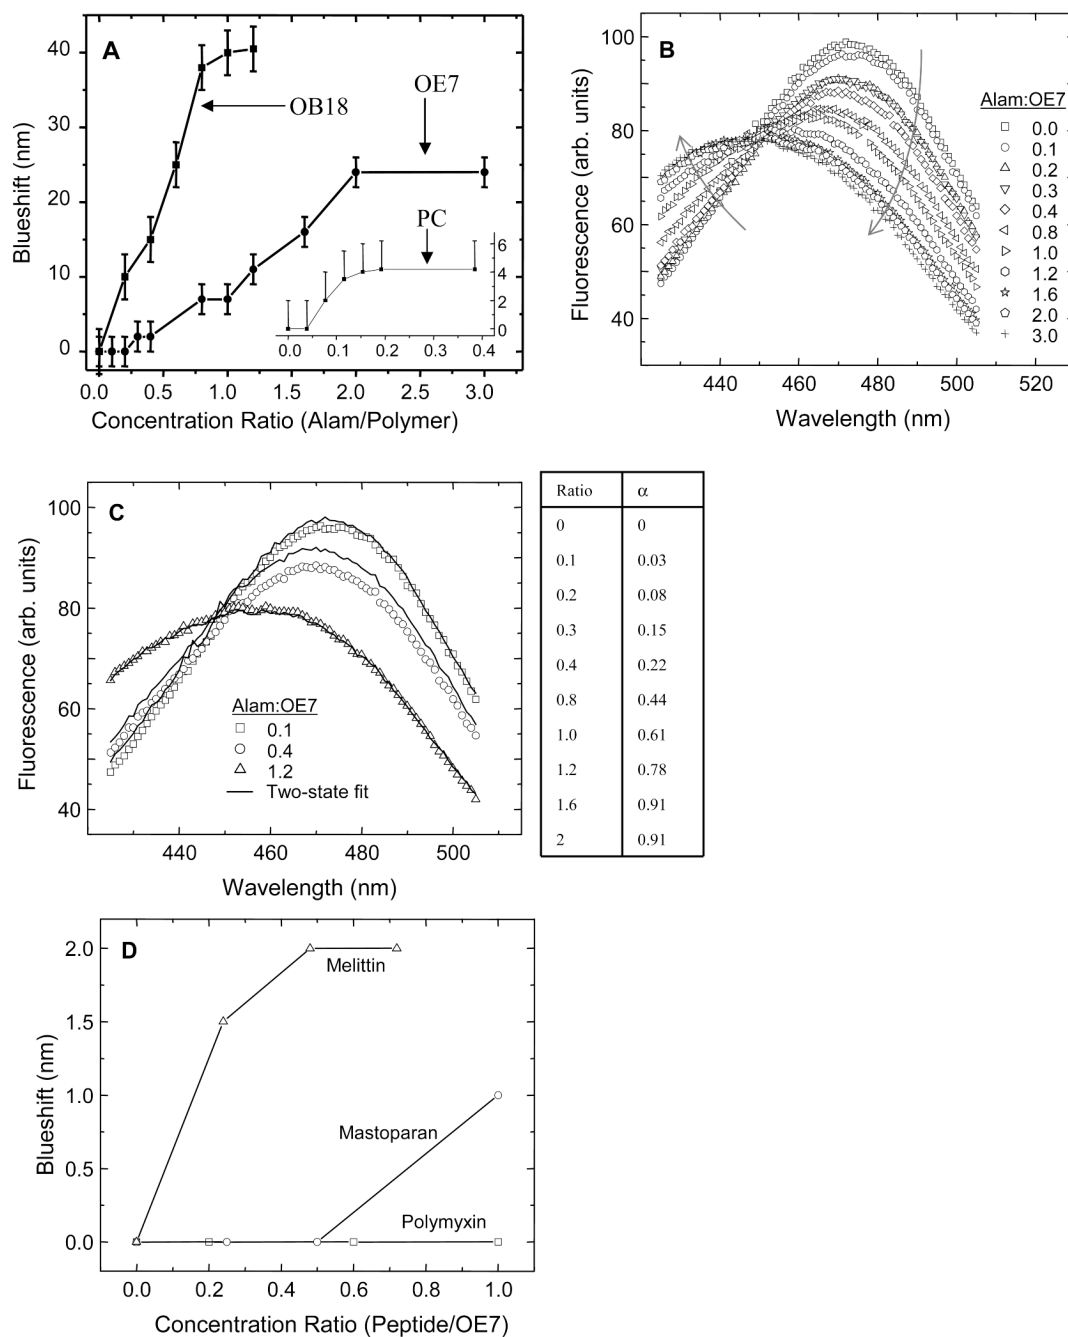 A
Blueshift (nm)
40
30
20
10
0
OB18
OE7
PC
6
4
2
0
0.0 0.1 0.2 0.3 0.4
0.0 0.5 1.0 1.5 2.0 2.5 3.0
Concentration Ratio (Alam/Polymer)
B
Fluorescence (arb. units)
100
80
60
40
Alam:OE7
0.0
0.1
0.2
0.3
0.4
0.8
1.0
1.2
1.6
2.0
3.0
440 460 480 500 520
Wavelength (nm)
C
Fluorescence (arb. units)
100
80
60
40
Alam:OE7
0.1
0.4
1.2
Two-state fit
440 460 480 500
Wavelength (nm)
Ratio α
0 0
0.1 0.03
0.2 0.08
0.3 0.15
0.4 0.22
0.8 0.44
1.0 0.61
1.2 0.78
1.6 0.91
2 0.91
D
Blueshift (nm)
2.0
1.5
1.0
0.5
0.0
Melittin
Mastoparan
Polymyxin
0.0 0.2 0.4 0.6 0.8 1.0
Concentration Ratio (Peptide/OE7)